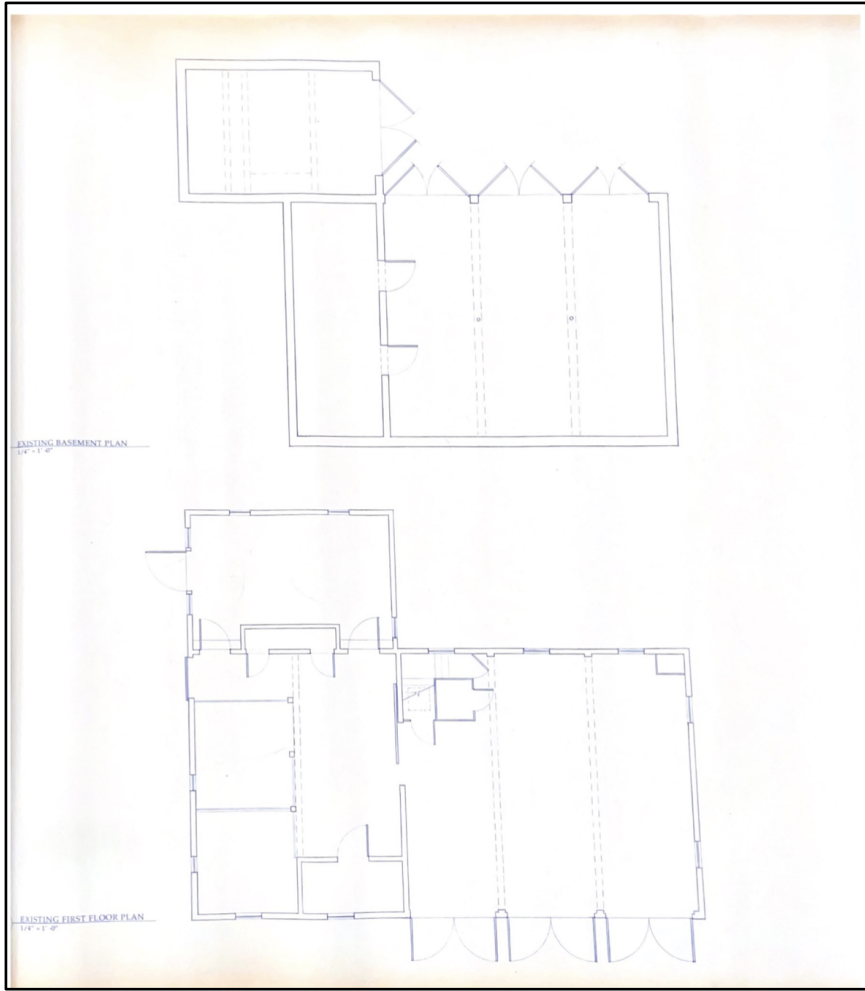 EXISTING BASEMENT PLAN
1/4" = 1' -0"
EXISTING FIRST FLOOR PLAN
1/4" = 1' -0"